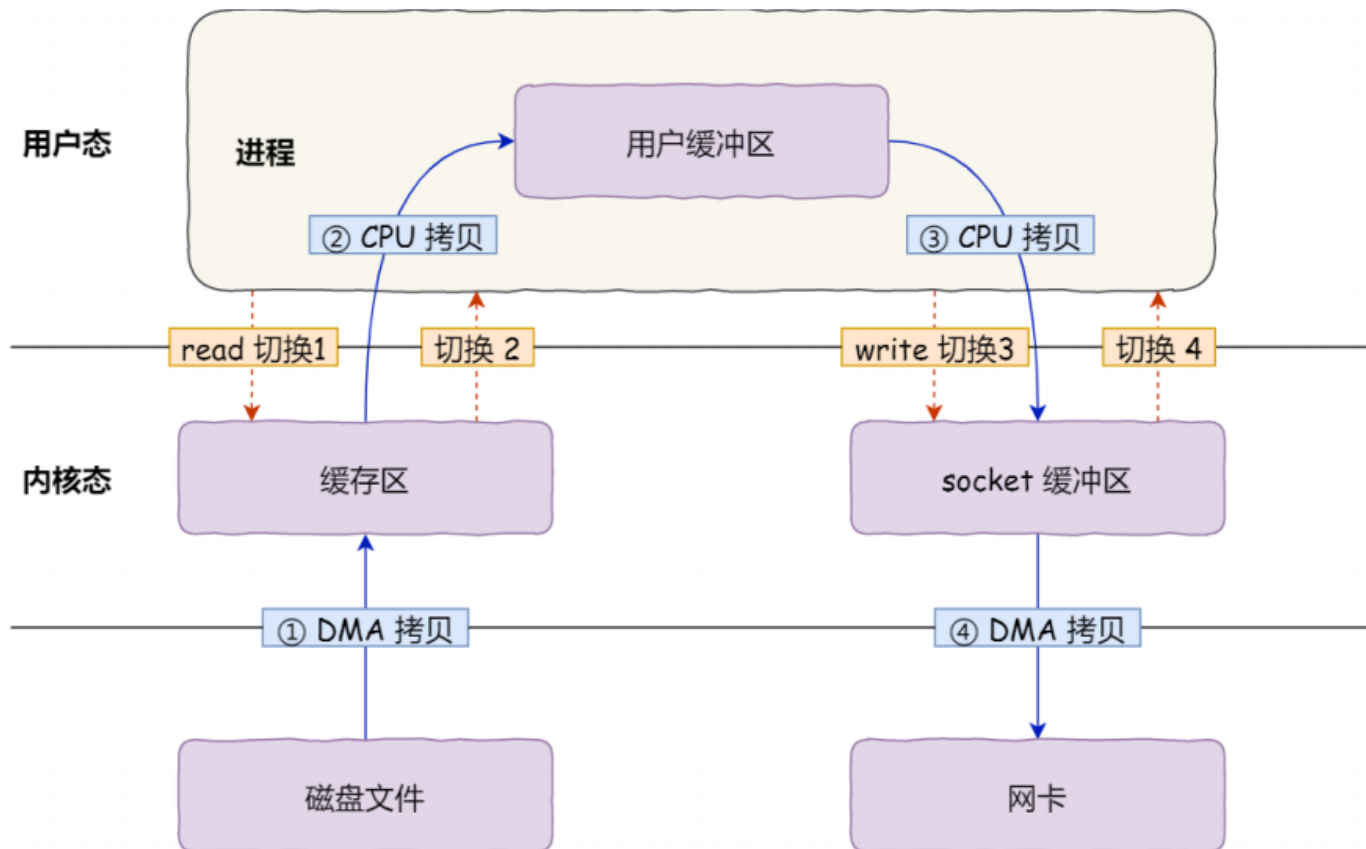 用户态
进程
用户缓冲区
② CPU 拷贝
③ CPU 拷贝
read 切换1
切换 2
write 切换3
切换 4
内核态
缓存区
socket 缓冲区
① DMA 拷贝
④ DMA 拷贝
磁盘文件
网卡